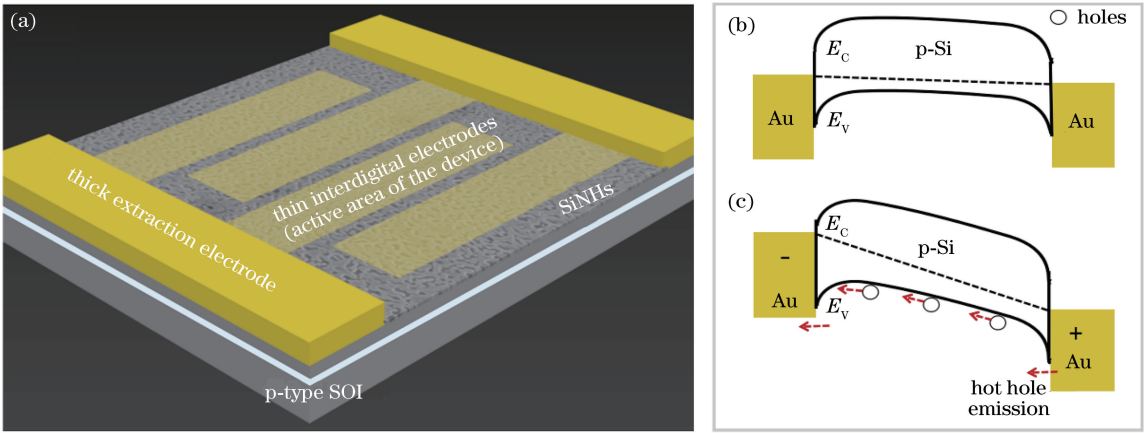 (a)
thick extraction electrode
thin interdigital electrodes
(active area of the device)
SiNHs
p-type SOI
(b)
holes
E_C
p-Si
Au
E_V
Au
(c)
E_C
p-Si
-
Au
E_V
+
Au
hot hole
emission